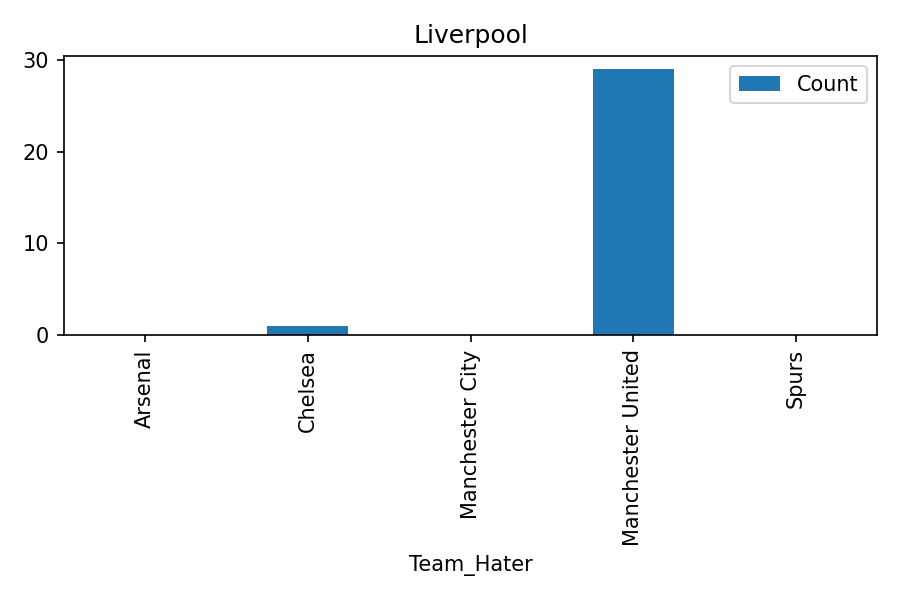 Liverpool
30
20
10
0
Count
Arsenal
Chelsea
Manchester City
Manchester United
Spurs
Team_Hater